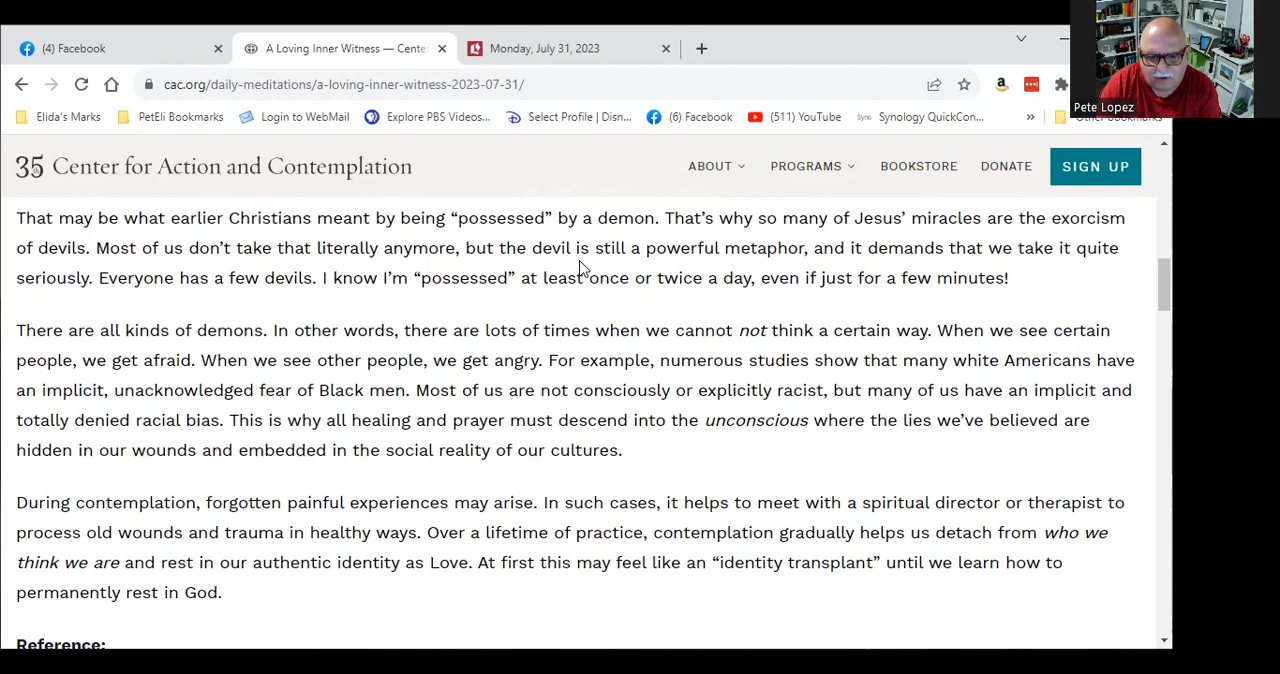 (4) Facebook
A Loving Inner Witness — Cente
Monday, July 31, 2023
cac.org/daily-meditations/a-loving-inner-witness-2023-07-31/
Pete Lopez
Elida's Marks
PetEli Bookmarks
Login to WebMail
Explore PBS Videos...
Select Profile | Disn...
(6) Facebook
(511) YouTube
Sync
Synology QuickCon...
»
Other Bookmarks
35 Center for Action and Contemplation
ABOUT
PROGRAMS
BOOKSTORE
DONATE
SIGN UP
That may be what earlier Christians meant by being “possessed” by a demon. That’s why so many of Jesus’ miracles are the exorcism
of devils. Most of us don’t take that literally anymore, but the devil is still a powerful metaphor, and it demands that we take it quite
seriously. Everyone has a few devils. I know I’m “possessed” at least once or twice a day, even if just for a few minutes!
There are all kinds of demons. In other words, there are lots of times when we cannot not think a certain way. When we see certain
people, we get afraid. When we see other people, we get angry. For example, numerous studies show that many white Americans have
an implicit, unacknowledged fear of Black men. Most of us are not consciously or explicitly racist, but many of us have an implicit and
totally denied racial bias. This is why all healing and prayer must descend into the unconscious where the lies we’ve believed are
hidden in our wounds and embedded in the social reality of our cultures.
During contemplation, forgotten painful experiences may arise. In such cases, it helps to meet with a spiritual director or therapist to
process old wounds and trauma in healthy ways. Over a lifetime of practice, contemplation gradually helps us detach from who we
think we are and rest in our authentic identity as Love. At first this may feel like an “identity transplant” until we learn how to
permanently rest in God.
Reference: